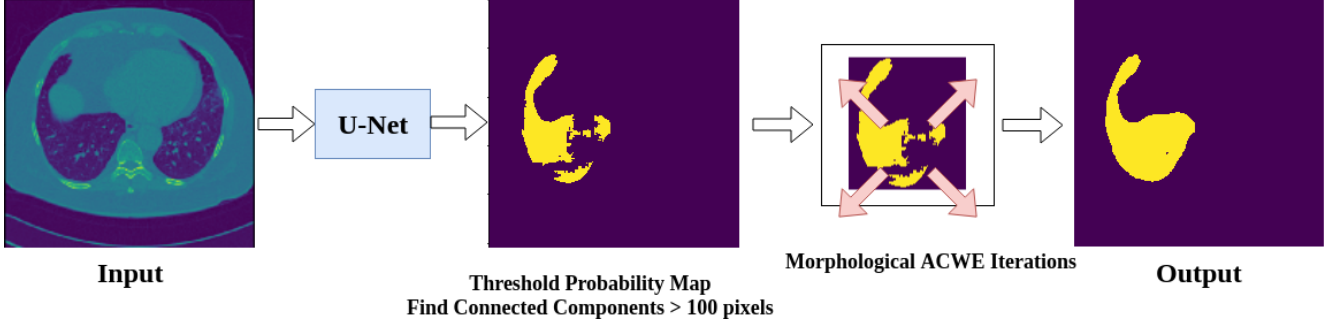 U-Net
Input
Threshold Probability Map
Find Connected Components > 100 pixels
Morphological ACWE Iterations
Output